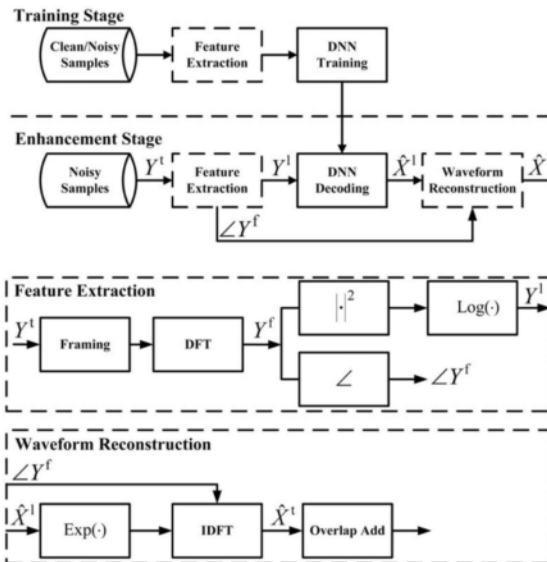 Training Stage
Clean/Noisy
Samples
Feature
Extraction
DNN
Training
Enhancement Stage
Noisy
Samples
Yᵗ
Feature
Extraction
Yˡ
DNN
Decoding
X̂ˡ
Waveform
Reconstruction
X̂
∠Yᶠ
Feature Extraction
Yᵗ
Framing
DFT
Yᶠ
|·|²
Log(·)
Yˡ
∠
∠Yᶠ
Waveform Reconstruction
∠Yᶠ
X̂ˡ
Exp(·)
IDFT
X̂ᵗ
Overlap Add